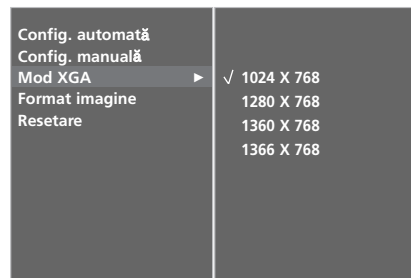 Config. automată
Config. manuală
Mod XGA ►
Format imagine
Resetare
√ 1024 X 768
1280 X 768
1360 X 768
1366 X 768